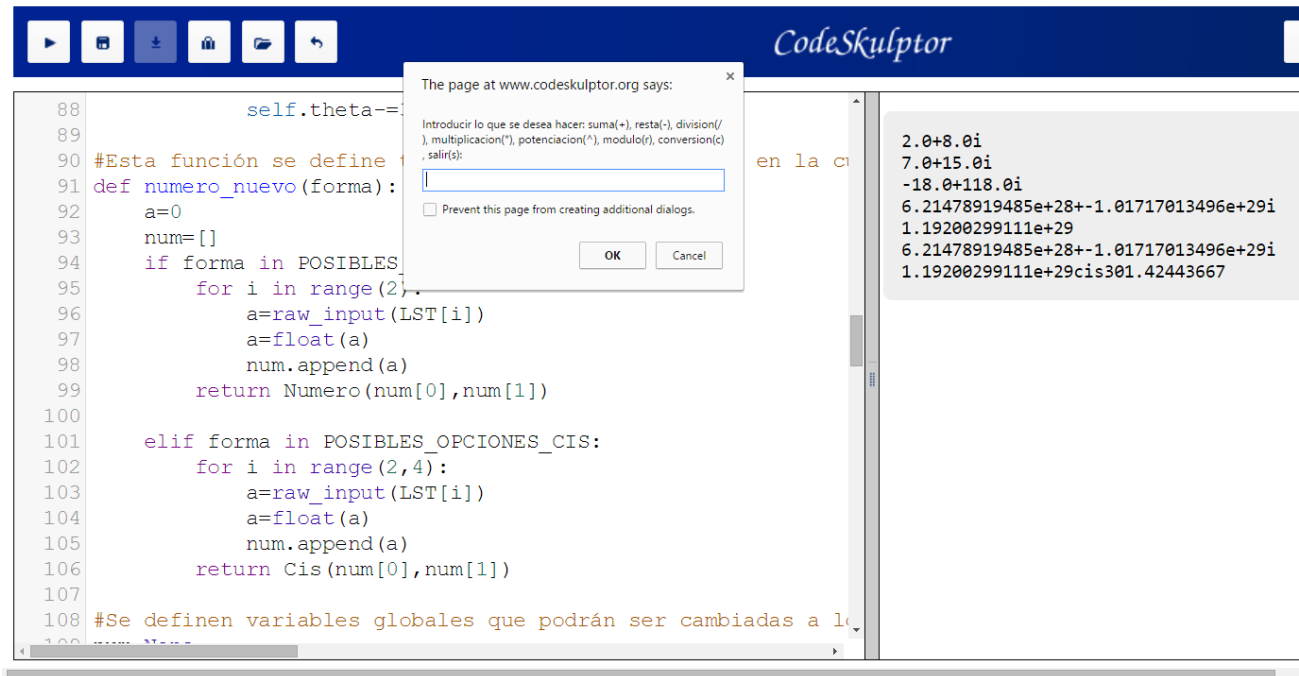 CodeSkulptor
The page at www.codeskulptor.org says:
Introducir lo que se desea hacer: suma(+), resta(-), division(/
), multiplicacion(*), potenciacion(^), modulo(r), conversion(c)
, salir(s):
Prevent this page from creating additional dialogs.
OK Cancel
88 self.theta-=
89
90 #Esta función se define en la
91 def numero_nuevo(forma):
92 a=0
93 num=[]
94 if forma in POSIBLES_
95 for i in range(2):
96 a=raw_input(LST[i])
97 a=float(a)
98 num.append(a)
99 return Numero(num[0],num[1])
100
101 elif forma in POSIBLES_OPCIONES_CIS:
102 for i in range(2,4):
103 a=raw_input(LST[i])
104 a=float(a)
105 num.append(a)
106 return Cis(num[0],num[1])
107
108 #Se definen variables globales que podrán ser cambiadas a
2.0+8.0i
7.0+15.0i
-18.0+118.0i
6.21478919485e+28+-1.01717013496e+29i
1.19200299111e+29
6.21478919485e+28+-1.01717013496e+29i
1.19200299111e+29cis301.42443667